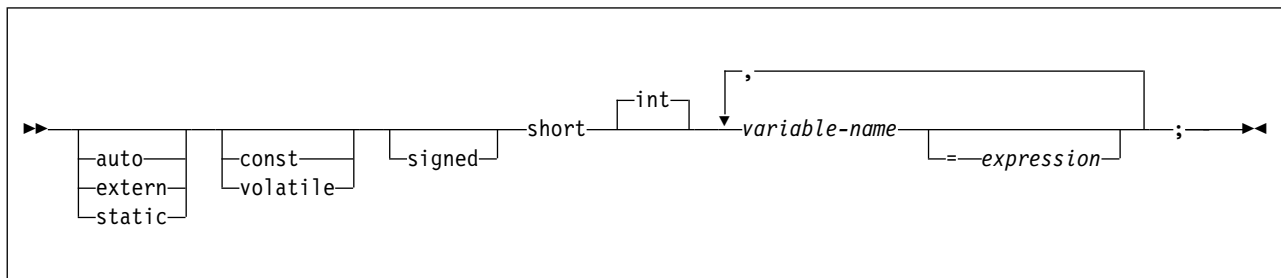 ,
int
short variable-name ;
auto const signed = expression
extern volatile
static